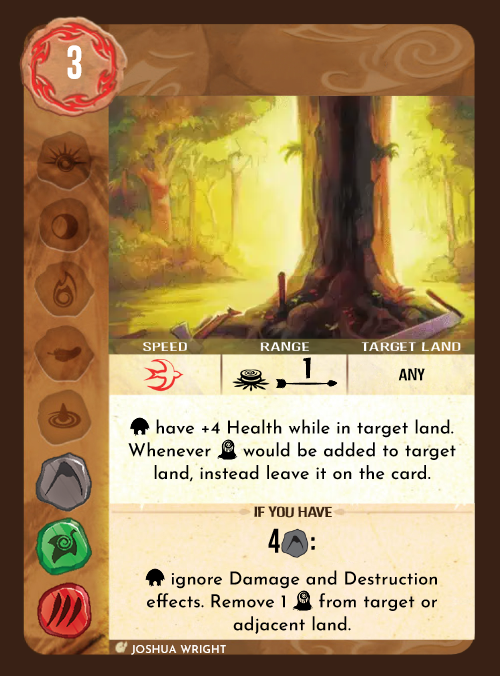 3
SPEED RANGE TARGET LAND
1 ANY
have +4 Health while in target land.
Whenever would be added to target
land, instead leave it on the card.
IF YOU HAVE
4 :
ignore Damage and Destruction
effects. Remove 1 from target or
adjacent land.
JOSHUA WRIGHT